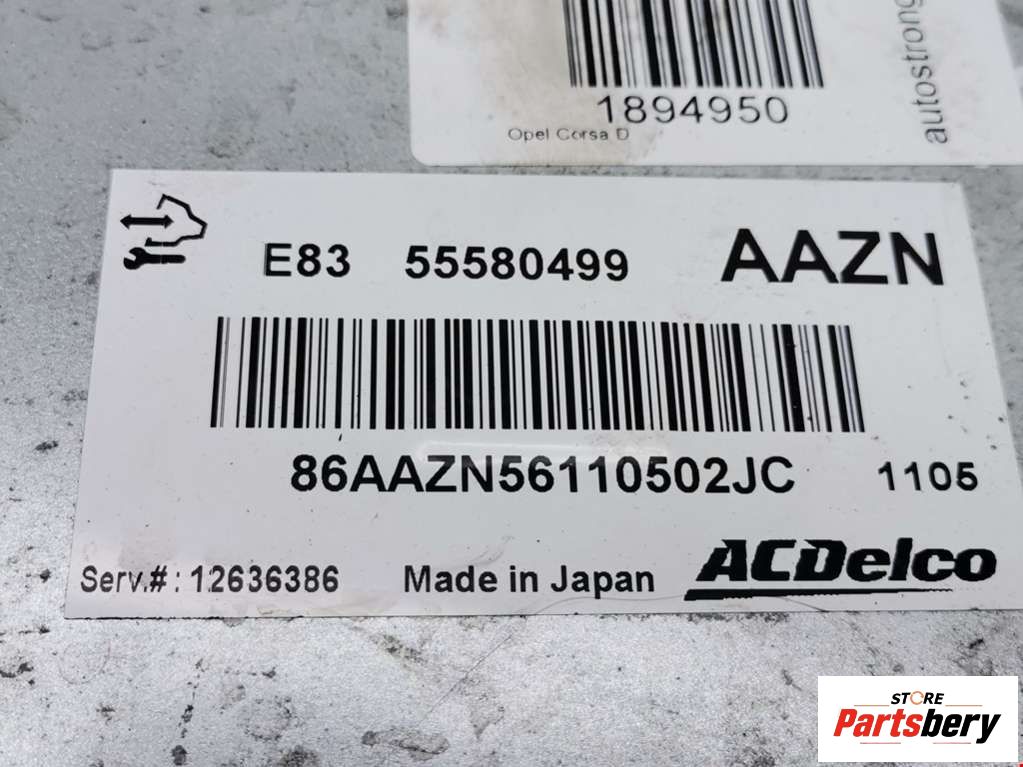 autostrong
1894950
Opel Corsa D
E83 55580499 AAZN
86AAZN56110502JC 1105
Serv.#: 12636386 Made in Japan ACDelco
STORE
Partsbery